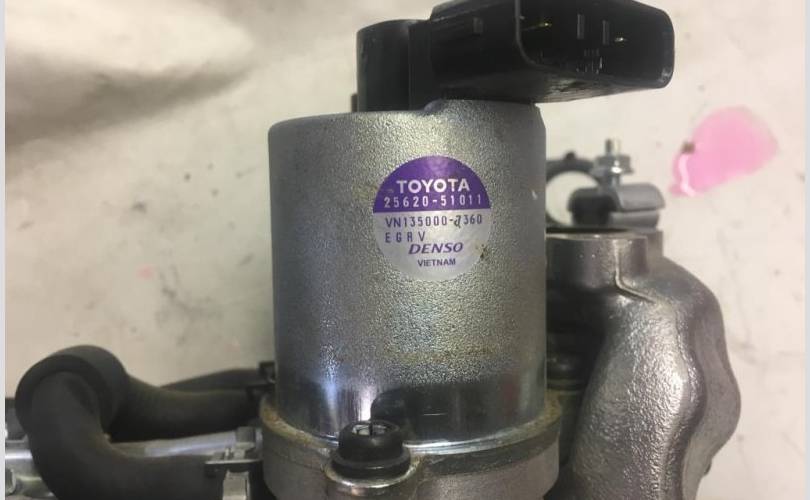 TOYOTA
25620-51011
VN135000-7360
EGRV
DENSO
VIETNAM